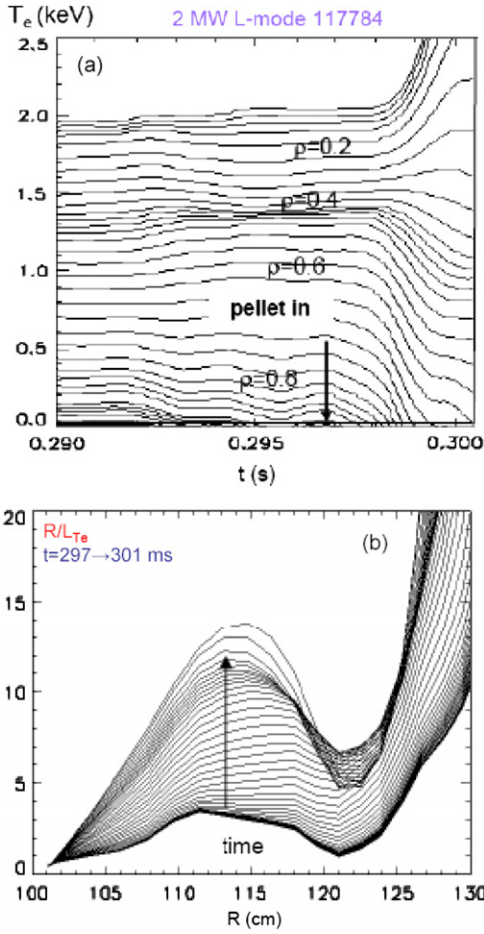 Tₑ (keV) 2 MW L-mode 117784
2.5
(a)
2.0
ρ=0.2
1.5
ρ=0.4
1.0
ρ=0.6
pellet in
0.5
ρ=0.8
0.0
0.290 0.295 0.300
t (s)
20
R/L_Te
(b)
t=297→301 ms
15
10
5
time
0
100 105 110 115 120 125 130
R (cm)